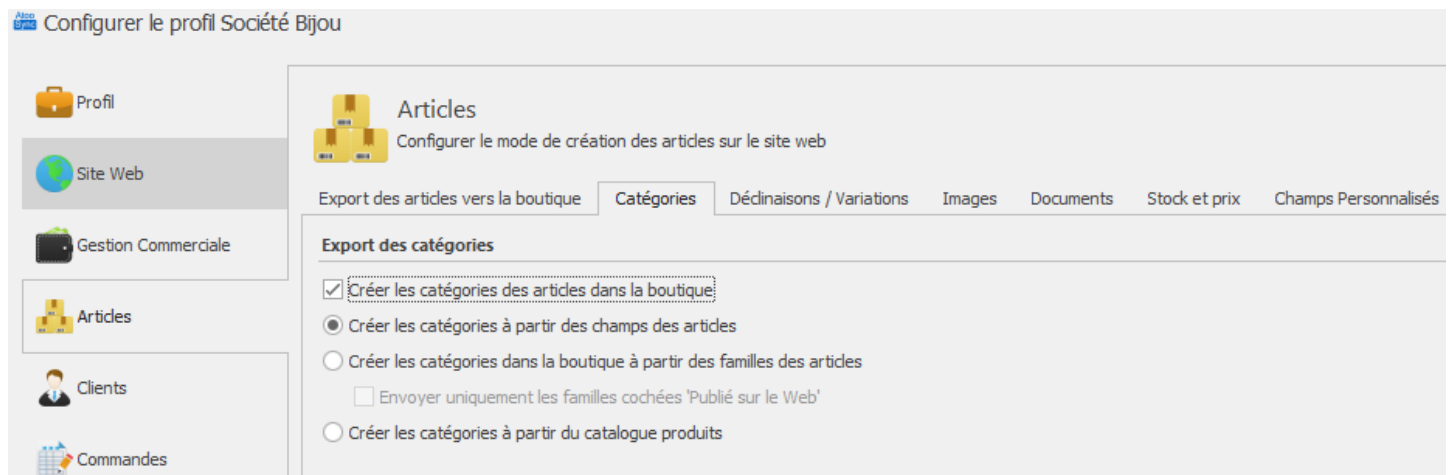 Atoo Sync Configurer le profil Société Bijou
Profil
Site Web
Gestion Commerciale
Articles
Clients
Commandes
Articles
Configurer le mode de création des articles sur le site web
Export des articles vers la boutique Catégories Déclinaisons / Variations Images Documents Stock et prix Champs Personnalisés
Export des catégories
Créer les catégories des articles dans la boutique
Créer les catégories à partir des champs des articles
Créer les catégories dans la boutique à partir des familles des articles
Envoyer uniquement les familles cochées 'Publié sur le Web'
Créer les catégories à partir du catalogue produits